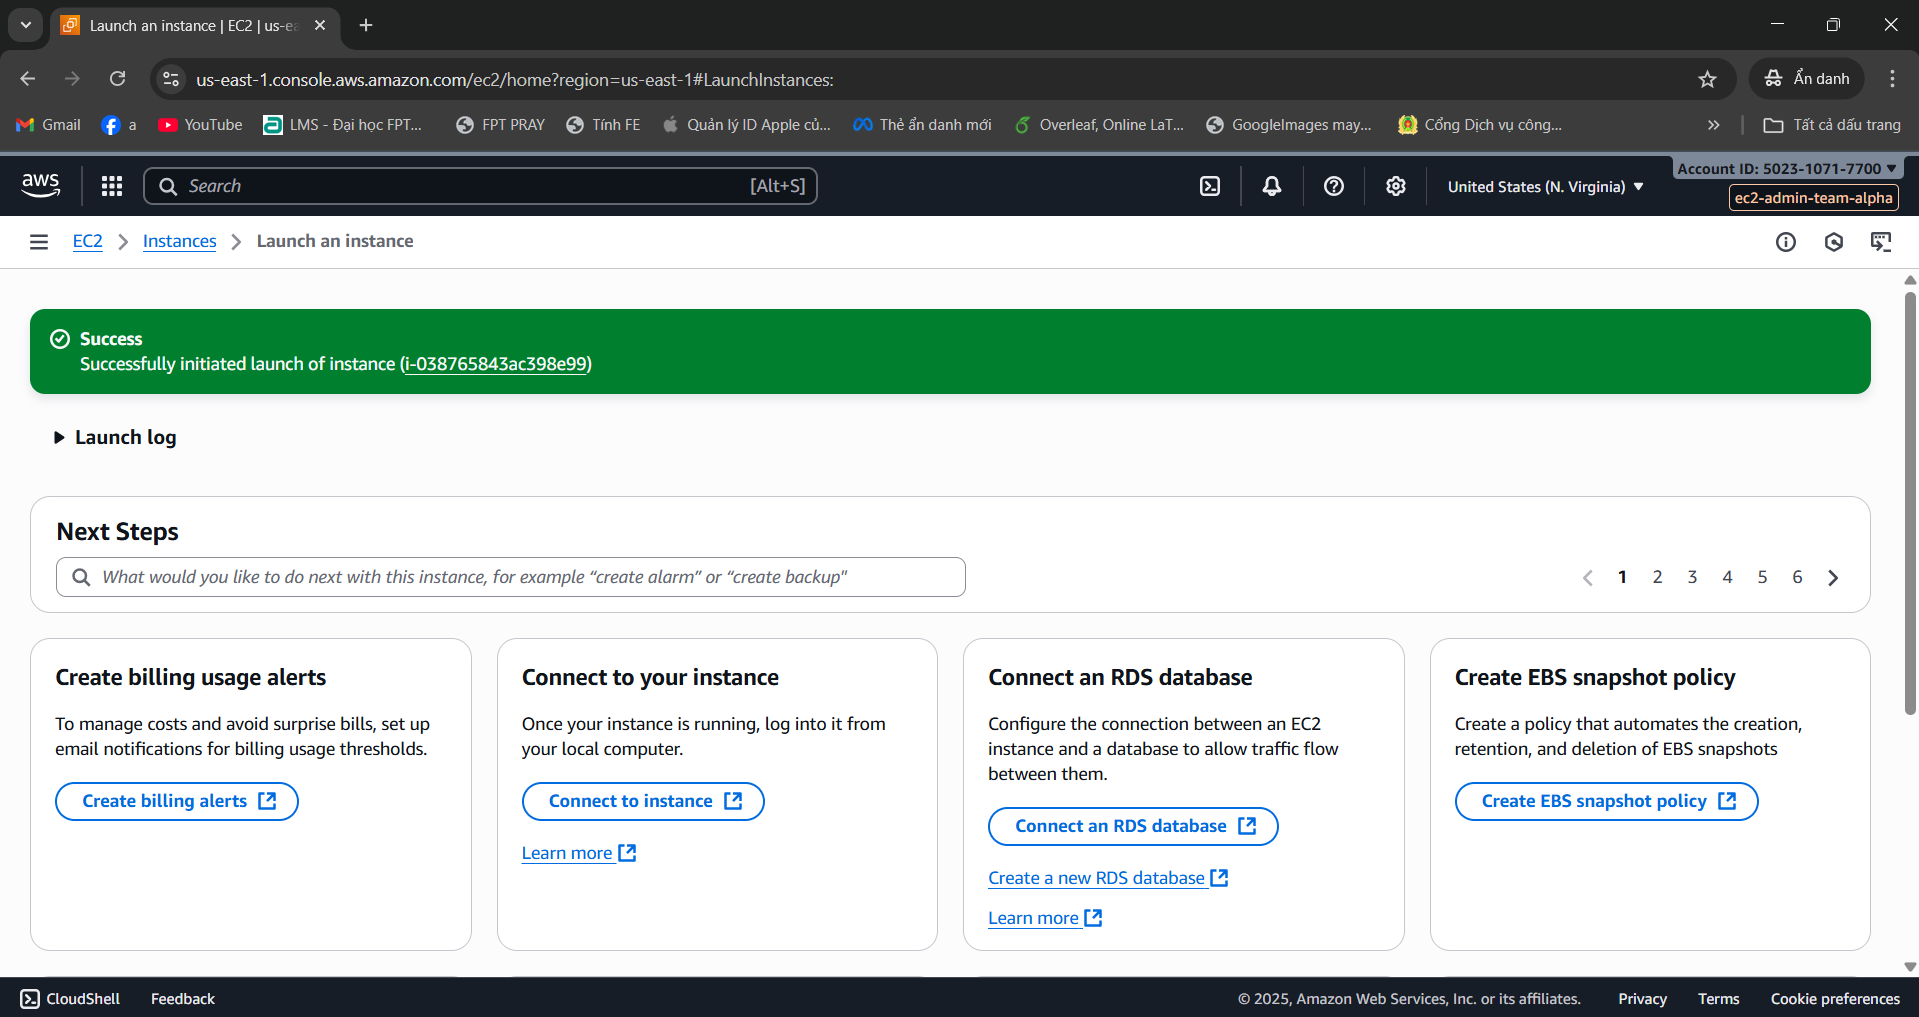 Launch an instance | EC2 | us-ea
us-east-1.console.aws.amazon.com/ec2/home?region=us-east-1#LaunchInstances:
Ẩn danh
Gmail
a
YouTube
LMS - Đại học FPT...
FPT PRAY
Tính FE
Quản lý ID Apple củ...
Thẻ ẩn danh mới
Overleaf, Online LaT...
GoogleImages may...
Cổng Dịch vụ công...
Tất cả dấu trang
aws
Search
[Alt+S]
United States (N. Virginia)
Account ID: 5023-1071-7700
ec2-admin-team-alpha
EC2
Instances
Launch an instance
Success
Successfully initiated launch of instance (i-038765843ac398e99)
Launch log
Next Steps
What would you like to do next with this instance, for example “create alarm” or “create backup"
1 2 3 4 5 6
Create billing usage alerts
To manage costs and avoid surprise bills, set up
email notifications for billing usage thresholds.
Create billing alerts
Connect to your instance
Once your instance is running, log into it from
your local computer.
Connect to instance
Learn more
Connect an RDS database
Configure the connection between an EC2
instance and a database to allow traffic flow
between them.
Connect an RDS database
Create a new RDS database
Learn more
Create EBS snapshot policy
Create a policy that automates the creation,
retention, and deletion of EBS snapshots
Create EBS snapshot policy
CloudShell
Feedback
© 2025, Amazon Web Services, Inc. or its affiliates.
Privacy
Terms
Cookie preferences